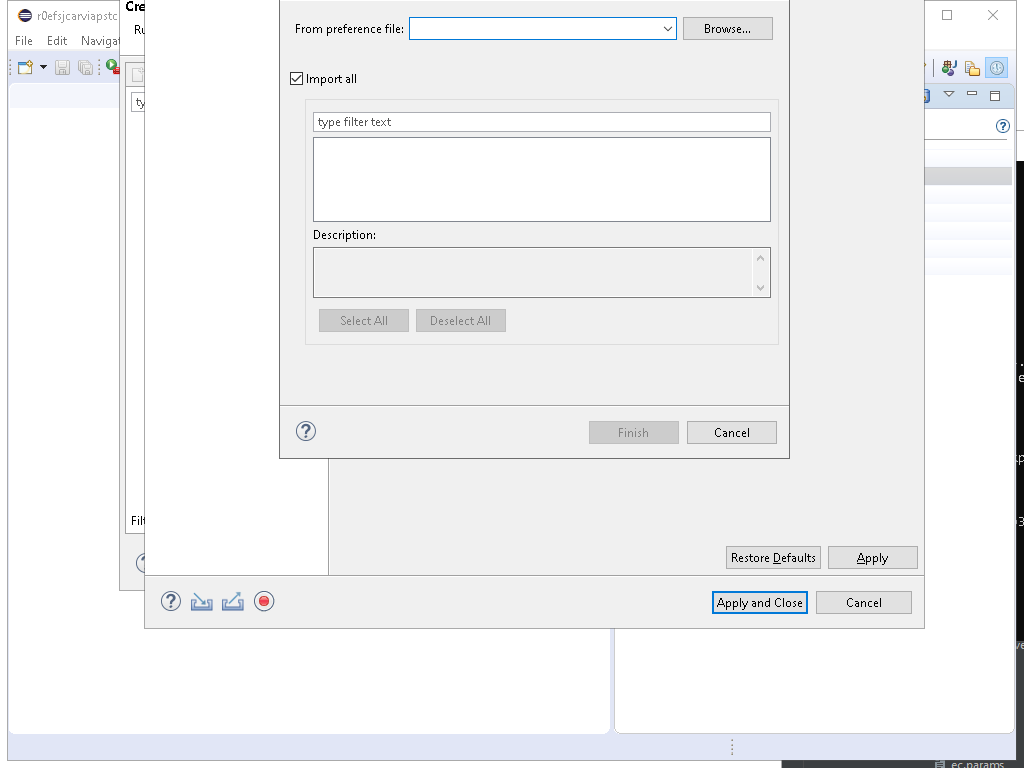 r0efsjcarviapstc
File Edit Naviga
Cre
Ru
ty
Filt
From preference file:
Browse...
Import all
type filter text
Description:
Select All
Deselect All
Finish
Cancel
Restore Defaults
Apply
Apply and Close
Cancel
ec.params